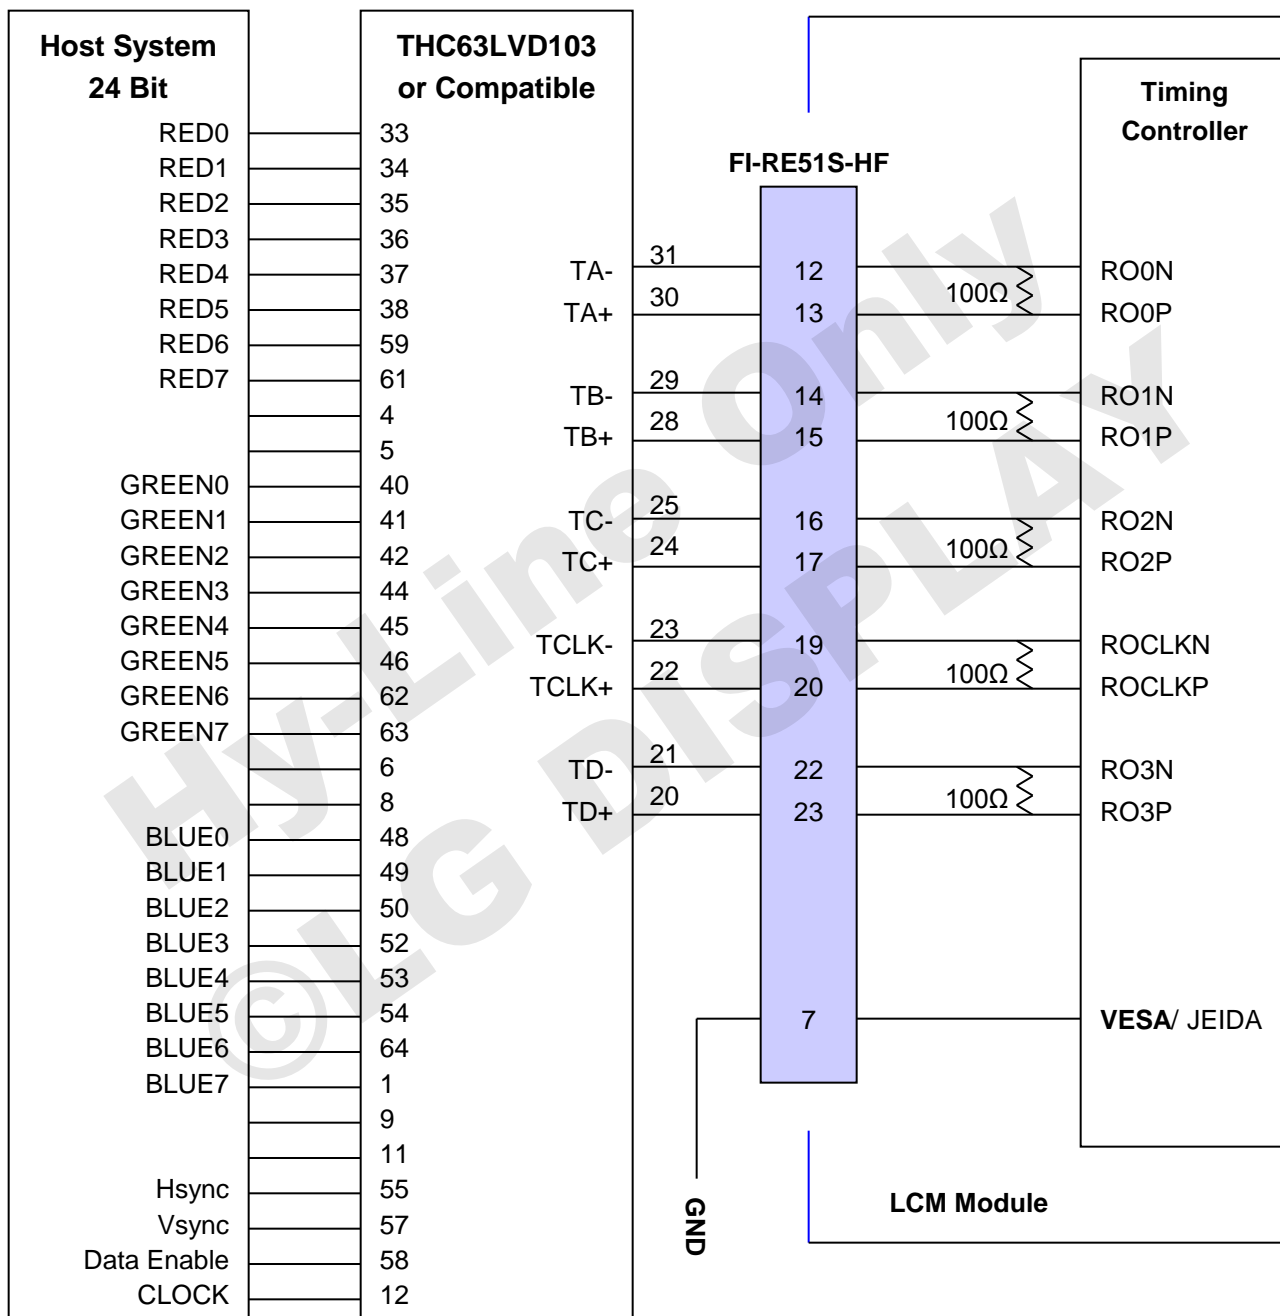 Host System
24 Bit
RED0
RED1
RED2
RED3
RED4
RED5
RED6
RED7
GREEN0
GREEN1
GREEN2
GREEN3
GREEN4
GREEN5
GREEN6
GREEN7
BLUE0
BLUE1
BLUE2
BLUE3
BLUE4
BLUE5
BLUE6
BLUE7
Hsync
Vsync
Data Enable
CLOCK
THC63LVD103
or Compatible
33
34
35
36
37
38
59
61
4
5
40
41
42
44
45
46
62
63
6
8
48
49
50
52
53
54
64
1
9
11
55
57
58
12
TA-
TA+
TB-
TB+
TC-
TC+
TCLK-
TCLK+
TD-
TD+
31
30
29
28
25
24
23
22
21
20
FI-RE51S-HF
12
13
14
15
16
17
19
20
22
23
7
100Ω
100Ω
100Ω
100Ω
100Ω
Timing
Controller
RO0N
RO0P
RO1N
RO1P
RO2N
RO2P
ROCLKN
ROCLKP
RO3N
RO3P
VESA/ JEIDA
GND
LCM Module
Hy-Line Only
©LG DISPLAY